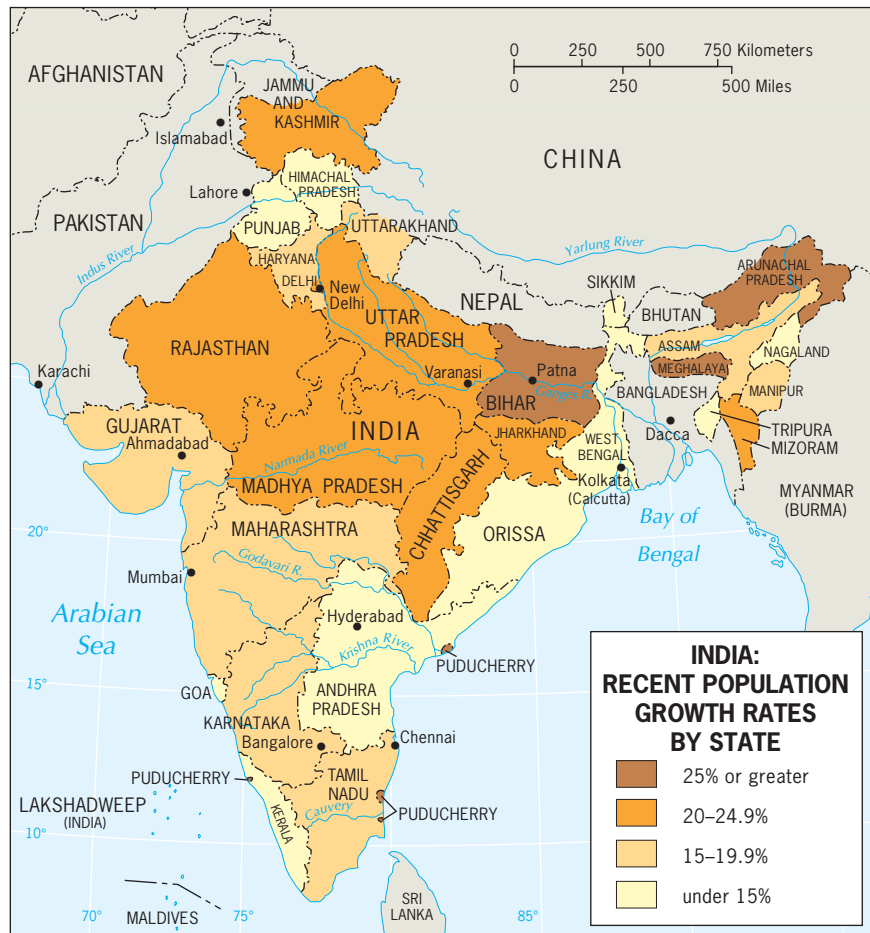 AFGHANISTAN
JAMMU
AND
KASHMIR
Islamabad
0 250 500 750 Kilometers
0 250 500 Miles
CHINA
Lahore
HIMACHAL
PRADESH
PAKISTAN
PUNJAB
UTTARAKHAND
Indus River
HARYANA
DELHI
New
Delhi
Yarlung River
ARUNACHAL
PRADESH
SIKKIM
NEPAL
BHUTAN
UTTAR
PRADESH
RAJASTHAN
ASSAM
NAGALAND
MEGHALAYA
Karachi
Varanasi
Patna
Ganges R.
BIHAR
BANGLADESH
MANIPUR
GUJARAT
Ahmadabad
INDIA
JHARKHAND
WEST
BENGAL
Dacca
TRIPURA
MIZORAM
Narmada River
MADHYA PRADESH
Kolkata
(Calcutta)
MYANMAR
(BURMA)
CHHATTISGARH
MAHARASHTRA
ORISSA
20°
Bay of
Bengal
Godavari R.
Mumbai
Arabian
Sea
Hyderabad
Krishna River
PUDUCHERRY
15°
GOA
ANDHRA
PRADESH
KARNATAKA
Bangalore
Chennai
PUDUCHERRY
TAMIL
NADU
LAKSHADWEEP
(INDIA)
KERALA
Cauvery
PUDUCHERRY
10°
SRI
LANKA
70°
75°
85°
MALDIVES
INDIA:
RECENT POPULATION
GROWTH RATES
BY STATE
25% or greater
20–24.9%
15–19.9%
under 15%